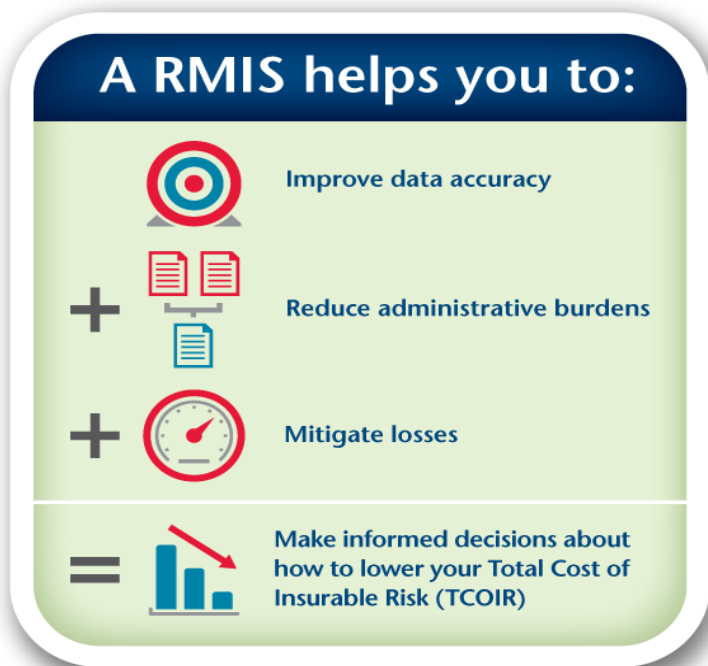 A RMIS helps you to:
Improve data accuracy
+
Reduce administrative burdens
+
Mitigate losses
=
Make informed decisions about
how to lower your Total Cost of
Insurable Risk (TCOIR)